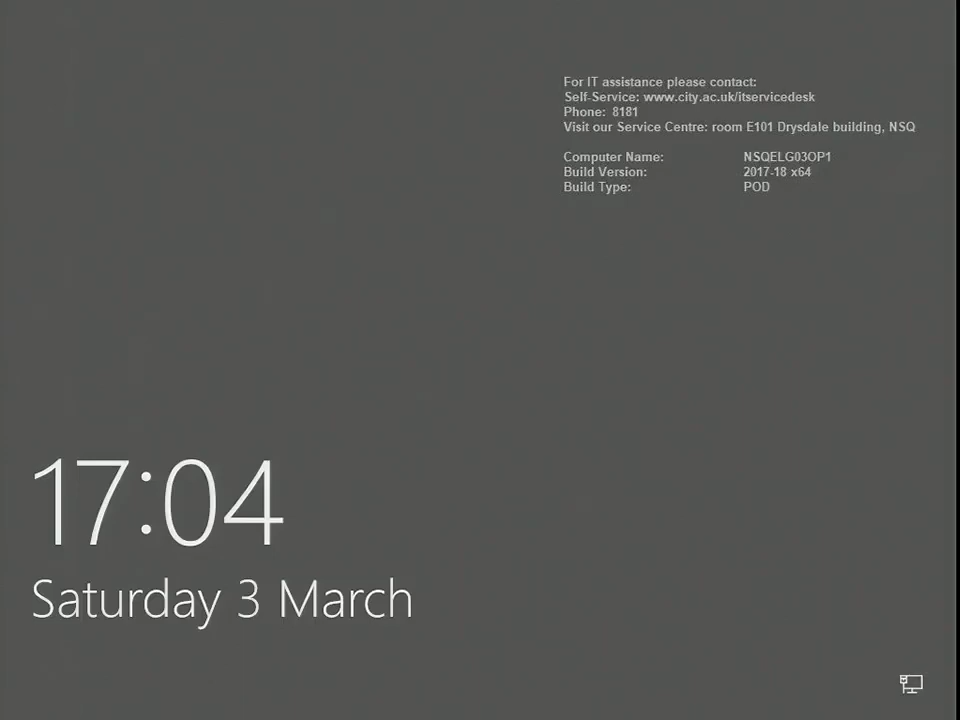 For IT assistance please contact:
Self-Service: www.city.ac.uk/itservicedesk
Phone: 8181
Visit our Service Centre: room E101 Drysdale building, NSQ
Computer Name: NSQELG03OP1
Build Version: 2017-18 x64
Build Type: POD
17:04
Saturday 3 March